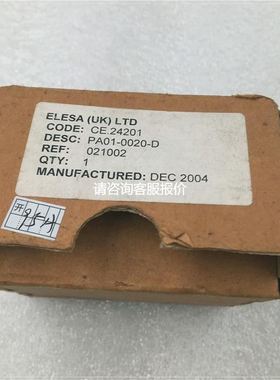 ELESA (UK) LTD
CODE: CE.24201
DESC: PA01-0020-D
REF: 021002
QTY: 1
MANUFACTURED: DEC 2004
请咨询客服报价